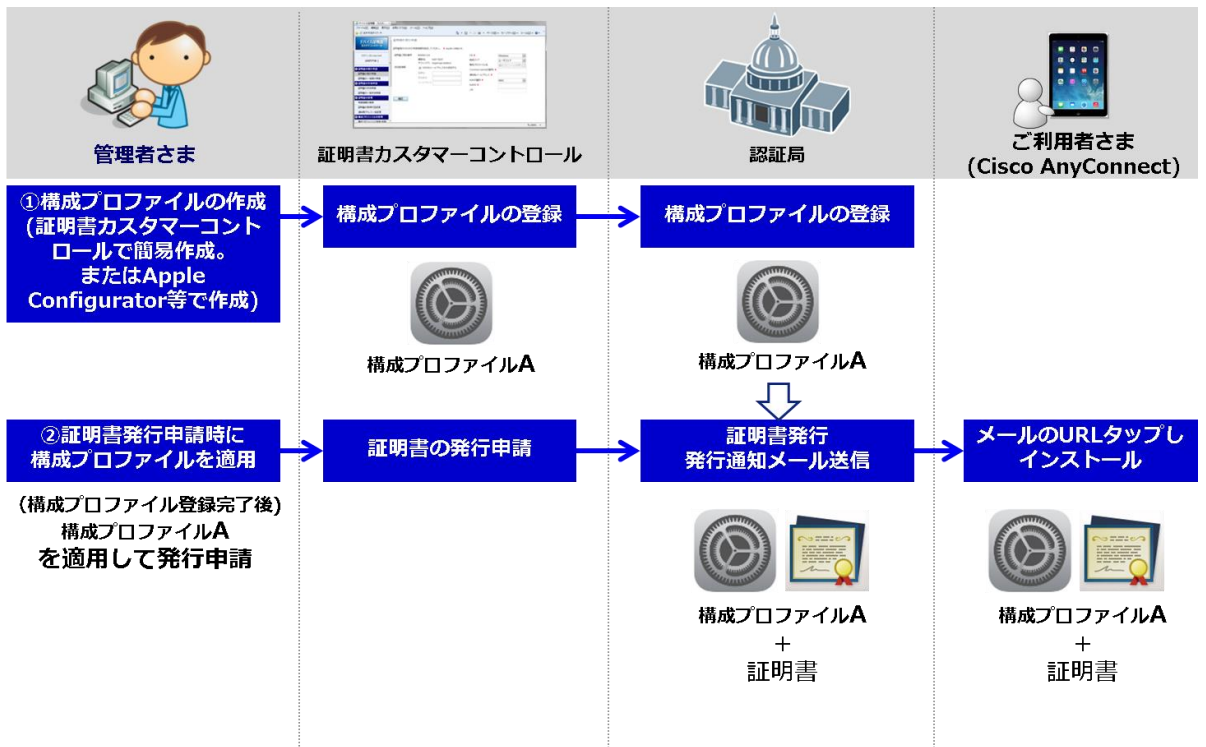 管理者さま
証明書カスタマーコントロール
認証局
ご利用者さま
(Cisco AnyConnect)
①構成プロファイルの作成
(証明書カスタマーコント
ロールで簡易作成。
またはApple
Configurator等で作成)
構成プロファイルの登録
構成プロファイルの登録
構成プロファイルA
構成プロファイルA
②証明書発行申請時に
構成プロファイルを適用
証明書の発行申請
証明書発行
発行通知メール送信
メールのURLタップし
インストール
（構成プロファイル登録完了後)
構成プロファイルA
を適用して発行申請
構成プロファイルA
＋
証明書
構成プロファイルA
＋
証明書